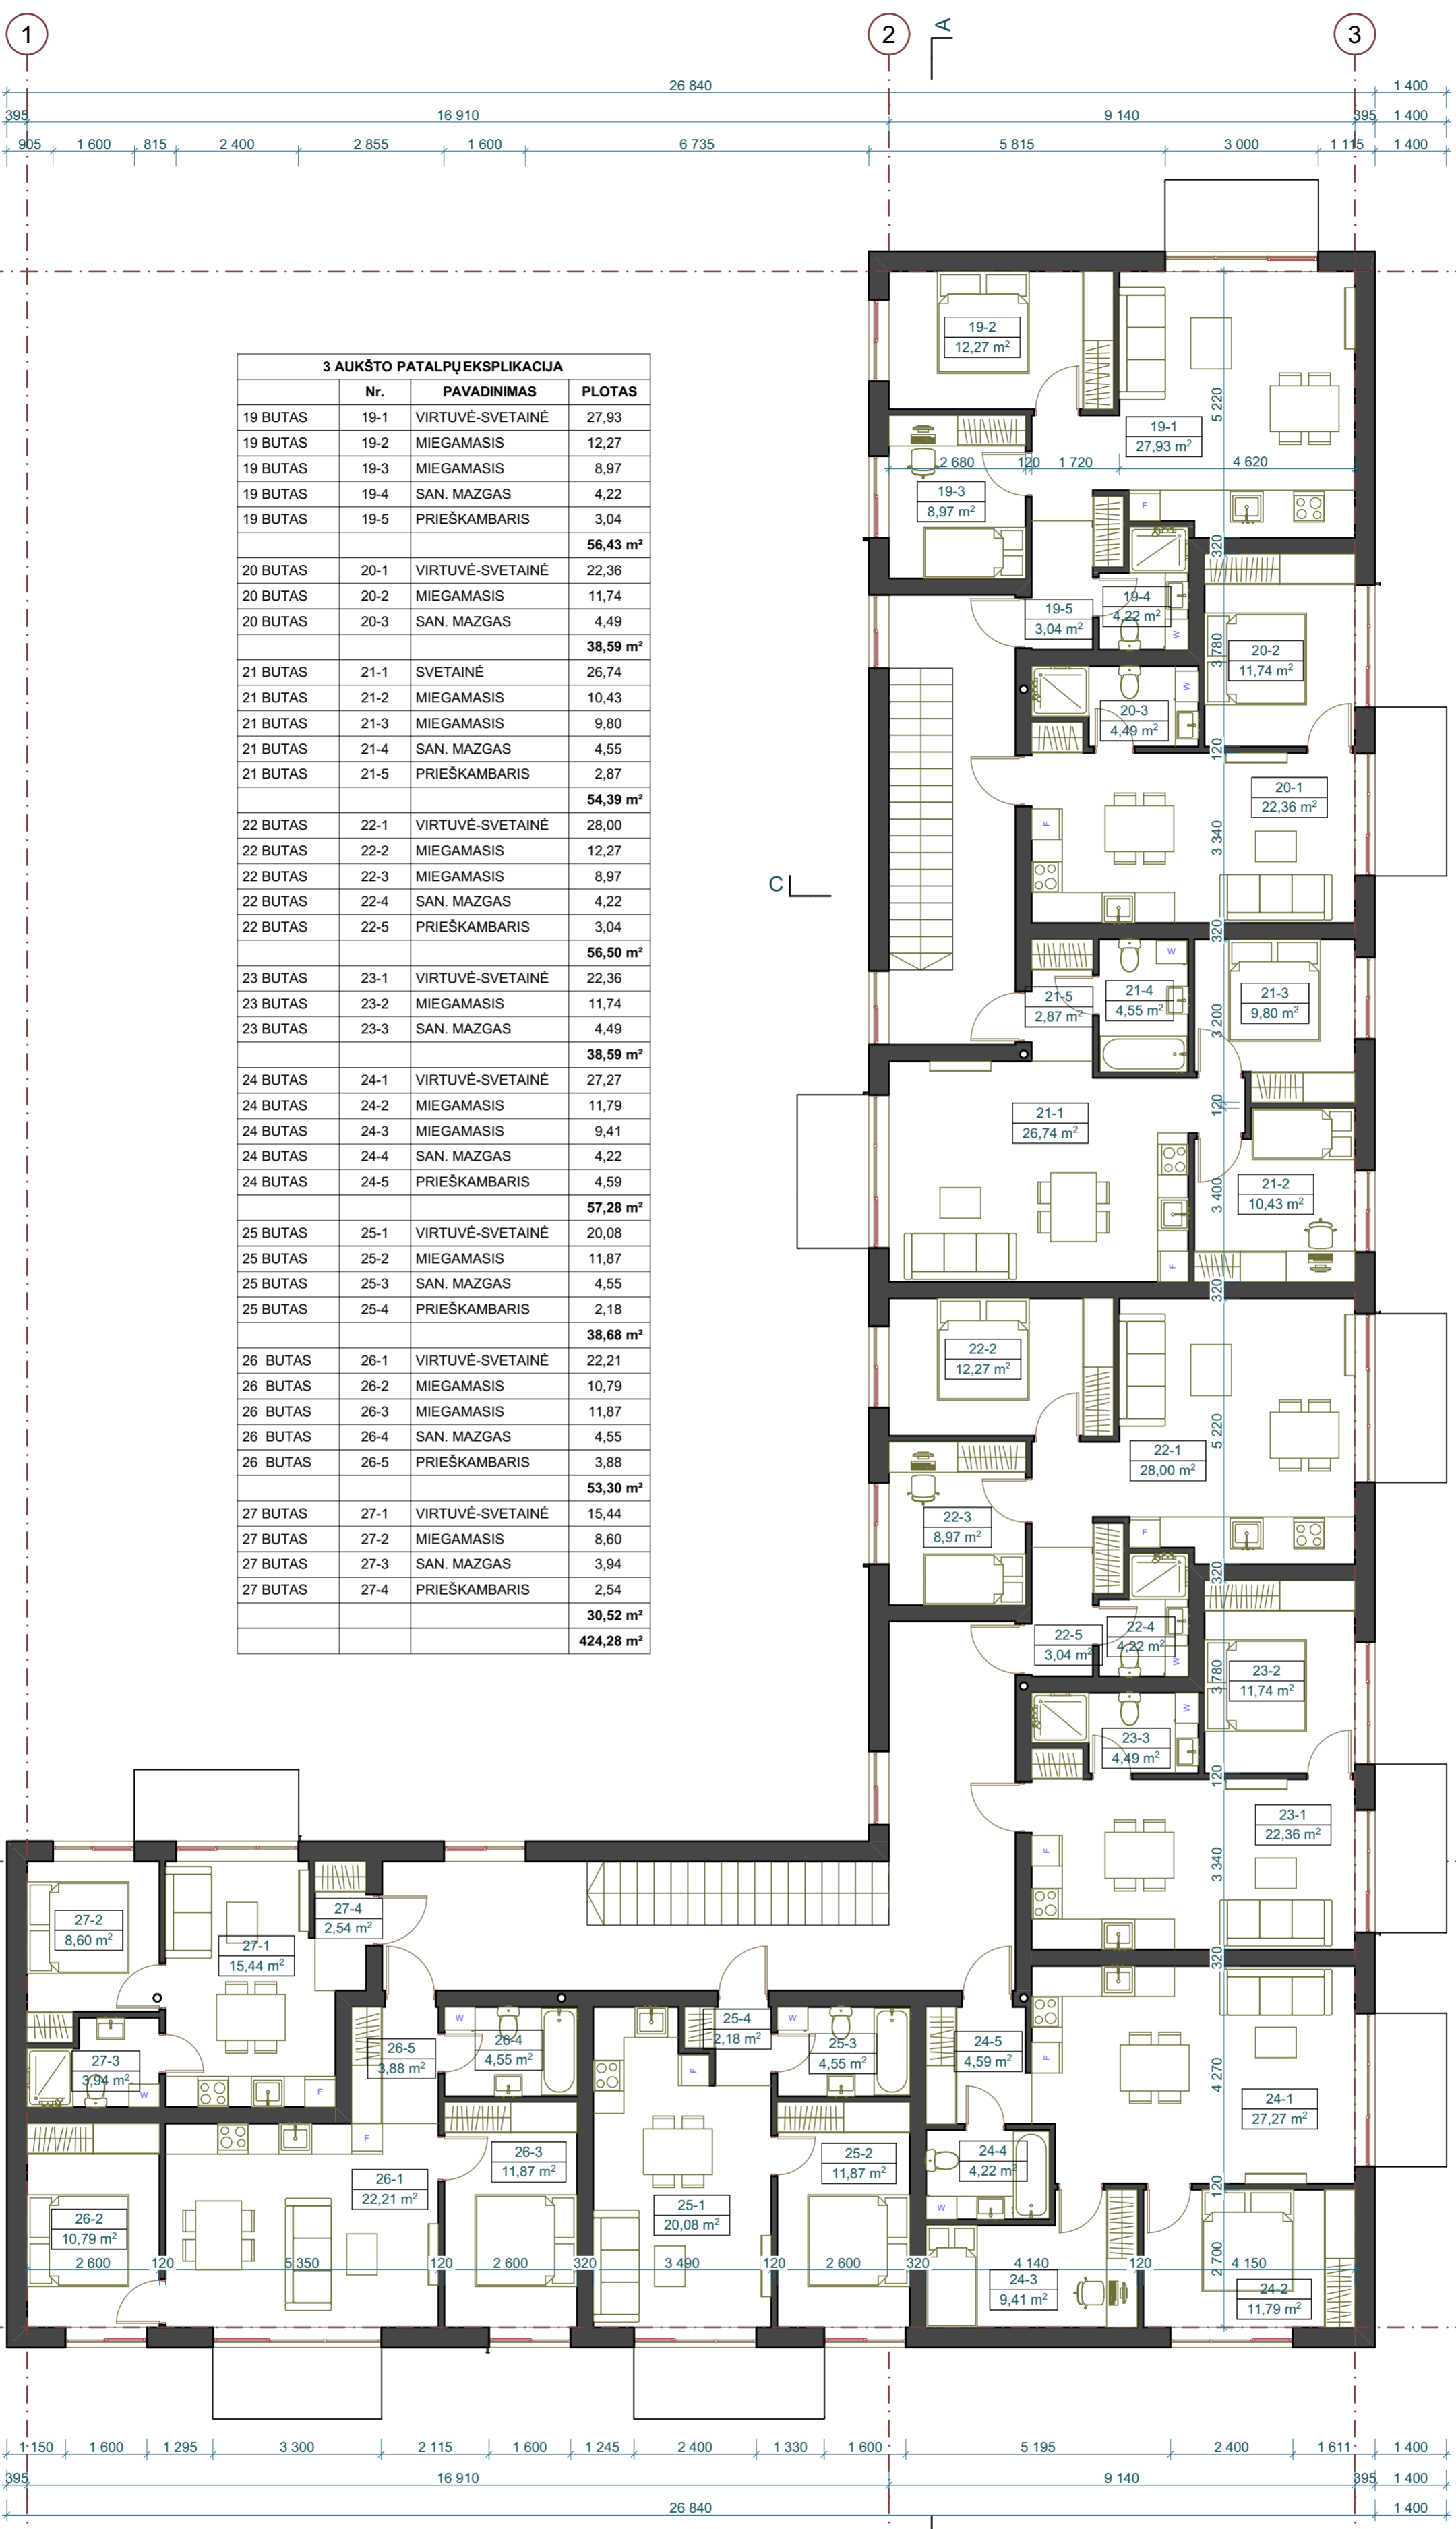 1
2
A
3
26 840
1 400
395
16 910
9 140
395
1 400
905
1 600
815
2 400
2 855
1 600
6 735
5 815
3 000
1 115
1 400
3 AUKŠTO PATALPŲ EKSPLIKACIJA
Nr. PAVADINIMAS PLOTAS
19 BUTAS 19-1 VIRTUVĖ-SVETAINĖ 27,93
19 BUTAS 19-2 MIEGAMASIS 12,27
19 BUTAS 19-3 MIEGAMASIS 8,97
19 BUTAS 19-4 SAN. MAZGAS 4,22
19 BUTAS 19-5 PRIEŠKAMBARIS 3,04
56,43 m²
20 BUTAS 20-1 VIRTUVĖ-SVETAINĖ 22,36
20 BUTAS 20-2 MIEGAMASIS 11,74
20 BUTAS 20-3 SAN. MAZGAS 4,49
38,59 m²
21 BUTAS 21-1 SVETAINĖ 26,74
21 BUTAS 21-2 MIEGAMASIS 10,43
21 BUTAS 21-3 MIEGAMASIS 9,80
21 BUTAS 21-4 SAN. MAZGAS 4,55
21 BUTAS 21-5 PRIEŠKAMBARIS 2,87
54,39 m²
22 BUTAS 22-1 VIRTUVĖ-SVETAINĖ 28,00
22 BUTAS 22-2 MIEGAMASIS 12,27
22 BUTAS 22-3 MIEGAMASIS 8,97
22 BUTAS 22-4 SAN. MAZGAS 4,22
22 BUTAS 22-5 PRIEŠKAMBARIS 3,04
56,50 m²
23 BUTAS 23-1 VIRTUVĖ-SVETAINĖ 22,36
23 BUTAS 23-2 MIEGAMASIS 11,74
23 BUTAS 23-3 SAN. MAZGAS 4,49
38,59 m²
24 BUTAS 24-1 VIRTUVĖ-SVETAINĖ 27,27
24 BUTAS 24-2 MIEGAMASIS 11,79
24 BUTAS 24-3 MIEGAMASIS 9,41
24 BUTAS 24-4 SAN. MAZGAS 4,22
24 BUTAS 24-5 PRIEŠKAMBARIS 4,59
57,28 m²
25 BUTAS 25-1 VIRTUVĖ-SVETAINĖ 20,08
25 BUTAS 25-2 MIEGAMASIS 11,87
25 BUTAS 25-3 SAN. MAZGAS 4,55
25 BUTAS 25-4 PRIEŠKAMBARIS 2,18
38,68 m²
26 BUTAS 26-1 VIRTUVĖ-SVETAINĖ 22,21
26 BUTAS 26-2 MIEGAMASIS 10,79
26 BUTAS 26-3 MIEGAMASIS 11,87
26 BUTAS 26-4 SAN. MAZGAS 4,55
26 BUTAS 26-5 PRIEŠKAMBARIS 3,88
53,30 m²
27 BUTAS 27-1 VIRTUVĖ-SVETAINĖ 15,44
27 BUTAS 27-2 MIEGAMASIS 8,60
27 BUTAS 27-3 SAN. MAZGAS 3,94
27 BUTAS 27-4 PRIEŠKAMBARIS 2,54
30,52 m²
424,28 m²
C
19-2
12,27 m²
5 220
19-1
27,93 m²
2 680
120
1 720
4 620
19-3
8,97 m²
F
320
19-4
4,22 m²
19-5
3,04 m²
W
3 780
20-2
11,74 m²
W
20-3
4,49 m²
120
20-1
22,36 m²
F
3 340
320
W
21-3
9,80 m²
21-4
4,55 m²
21-5
2,87 m²
3 200
120
21-1
26,74 m²
21-2
10,43 m²
3 400
F
320
22-2
12,27 m²
5 220
22-1
28,00 m²
22-3
8,97 m²
F
320
22-4
4,22 m²
22-5
3,04 m²
W
3 780
23-2
11,74 m²
W
23-3
4,49 m²
120
23-1
22,36 m²
F
3 340
320
27-4
2,54 m²
27-2
8,60 m²
27-1
15,44 m²
27-3
3,94 m²
W
F
W
26-4
4,55 m²
26-5
3,88 m²
25-4
2,18 m²
W
25-3
4,55 m²
F
24-5
4,59 m²
F
4 270
24-1
27,27 m²
F
26-3
11,87 m²
26-1
22,21 m²
25-2
11,87 m²
24-4
4,22 m²
W
120
26-2
10,79 m²
25-1
20,08 m²
2 600
120
5 350
120
2 600
320
3 490
120
2 600
320
4 140
120
2 700
4 150
24-3
9,41 m²
24-2
11,79 m²
1 150
1 600
1 295
3 300
2 115
1 600
1 245
2 400
1 330
1 600
5 195
2 400
1 611
1 400
395
16 910
9 140
395
1 400
26 840
1 400